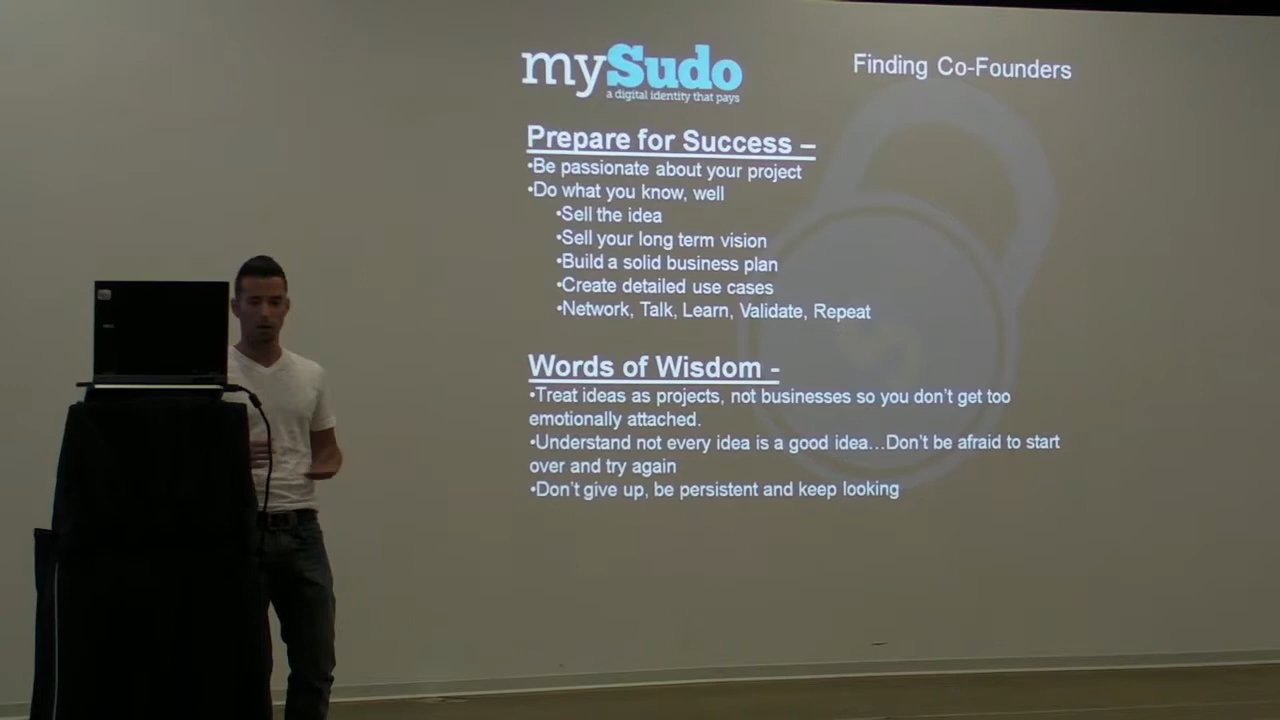 mySudo
a digital identity that pays
Finding Co-Founders
Prepare for Success –
•Be passionate about your project
•Do what you know, well
•Sell the idea
•Sell your long term vision
•Build a solid business plan
•Create detailed use cases
•Network, Talk, Learn, Validate, Repeat
Words of Wisdom -
•Treat ideas as projects, not businesses so you don’t get too
emotionally attached.
•Understand not every idea is a good idea…Don’t be afraid to start
over and try again
•Don’t give up, be persistent and keep looking